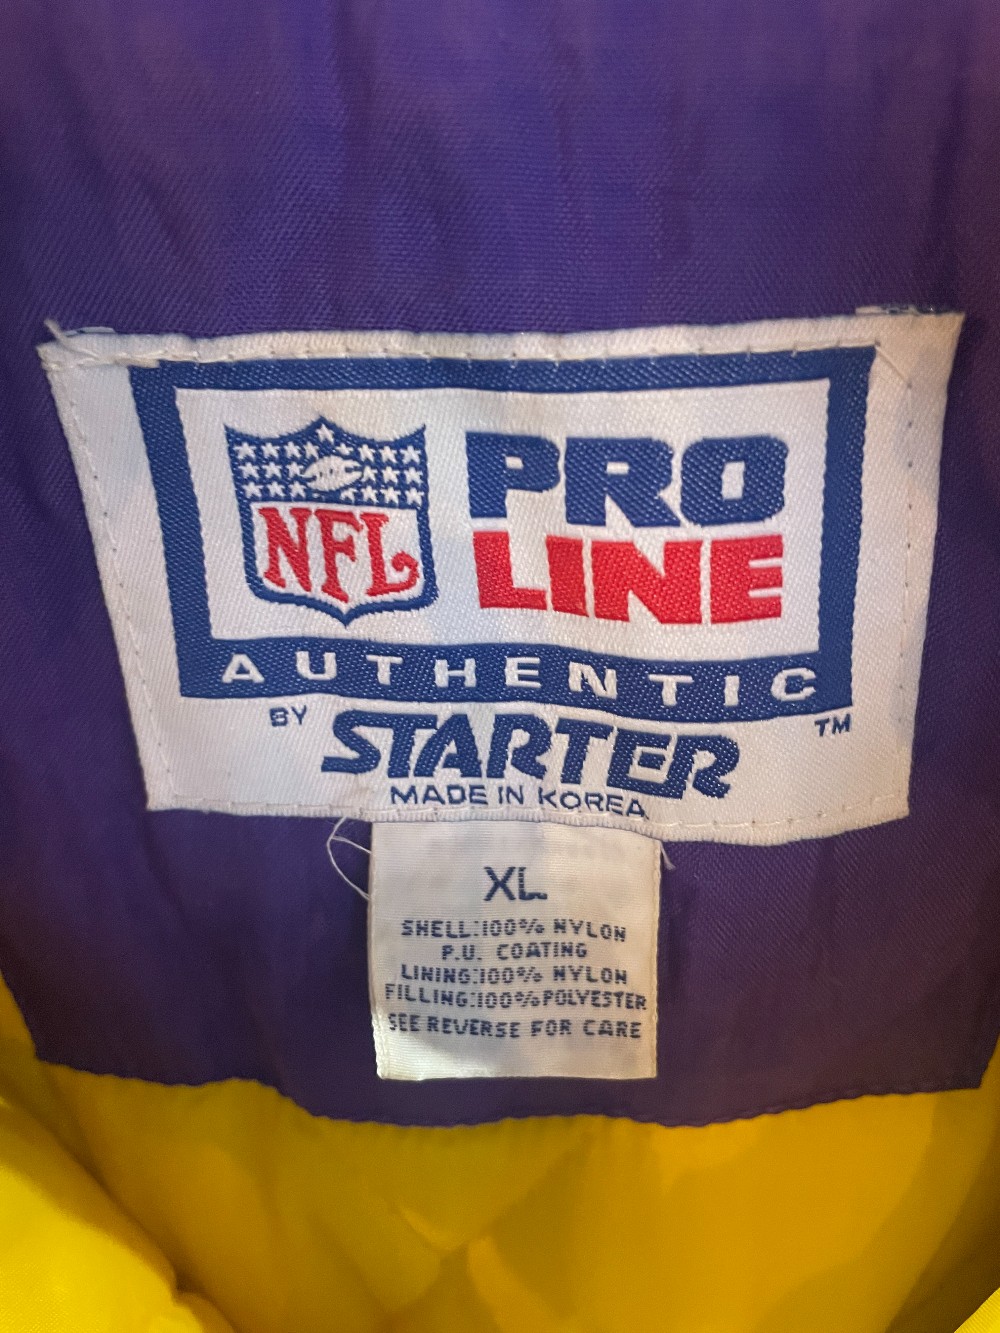 NFL
PRO
LINE
AUTHENTIC
BY STARTER TM
MADE IN KOREA
XL
SHELL:100% NYLON
P.U. COATING
LINING:100% NYLON
FILLING:100% POLYESTER
SEE REVERSE FOR CARE